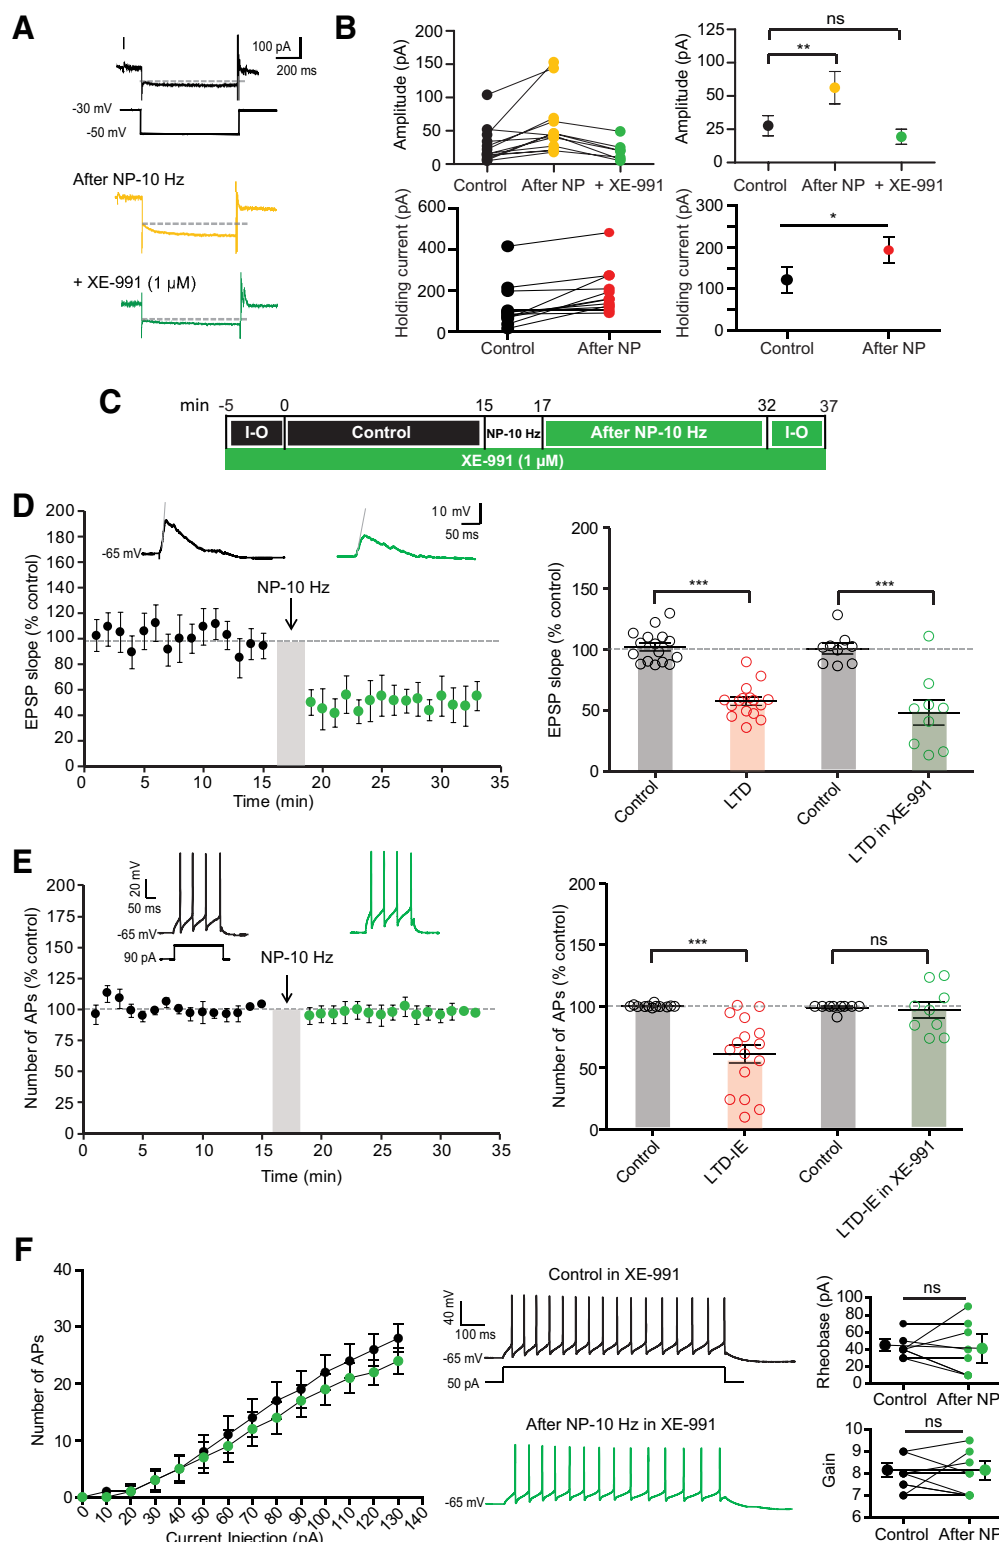 A
I
100 pA
200 ms
-30 mV
-50 mV
After NP-10 Hz
+ XE-991 (1 µM)
B
Amplitude (pA)
200
150
100
50
0
Control
After NP
+ XE-991
ns
**
Amplitude (pA)
125
75
50
25
0
Control
After NP
+ XE-991
Holding current (pA)
600
400
200
0
Control
After NP
*
Holding current (pA)
300
200
100
0
Control
After NP
C
min
-5
0
15
17
32
37
I-O
Control
NP-10 Hz
After NP-10 Hz
I-O
XE-991 (1 µM)
D
EPSP slope (% control)
200
180
160
140
120
100
80
60
40
20
0
-65 mV
10 mV
50 ms
NP-10 Hz
0
5
10
15
20
25
30
35
Time (min)
EPSP slope (% control)
200
150
100
50
0
***
***
Control
LTD
Control
LTD in XE-991
E
Number of APs (% control)
200
175
150
125
100
75
50
25
0
20 mV
50 ms
-65 mV
90 pA
NP-10 Hz
0
5
10
15
20
25
30
35
Time (min)
Number of APs (% control)
200
150
100
50
0
***
ns
Control
LTD-IE
Control
LTD-IE in XE-991
F
Number of APs
40
30
20
10
0
0
10
20
30
40
50
60
70
80
90
100
110
120
130
140
Current Injection (pA)
Control in XE-991
40 mV
100 ms
-65 mV
50 pA
After NP-10 Hz in XE-991
-65 mV
Rheobase (pA)
100
80
60
40
20
0
ns
Control
After NP
Gain
10
9
8
7
6
ns
Control
After NP